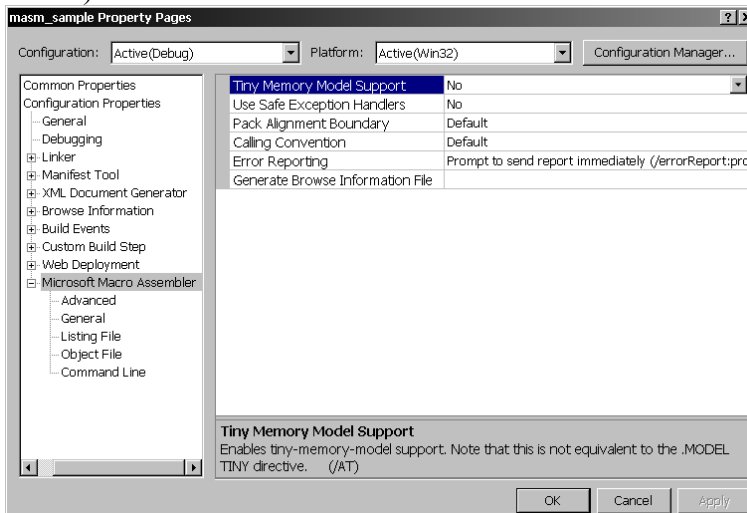 masm_sample Property Pages
Configuration: Active(Debug) Platform: Active(Win32) Configuration Manager...
Common Properties
Configuration Properties
General
Debugging
Linker
Manifest Tool
XML Document Generator
Browse Information
Build Events
Custom Build Step
Web Deployment
Microsoft Macro Assembler
Advanced
General
Listing File
Object File
Command Line
Tiny Memory Model Support No
Use Safe Exception Handlers No
Pack Alignment Boundary Default
Calling Convention Default
Error Reporting Prompt to send report immediately (/errorReport:pro
Generate Browse Information File
Tiny Memory Model Support
Enables tiny-memory-model support. Note that this is not equivalent to the .MODEL
TINY directive. (/AT)
OK Cancel Apply